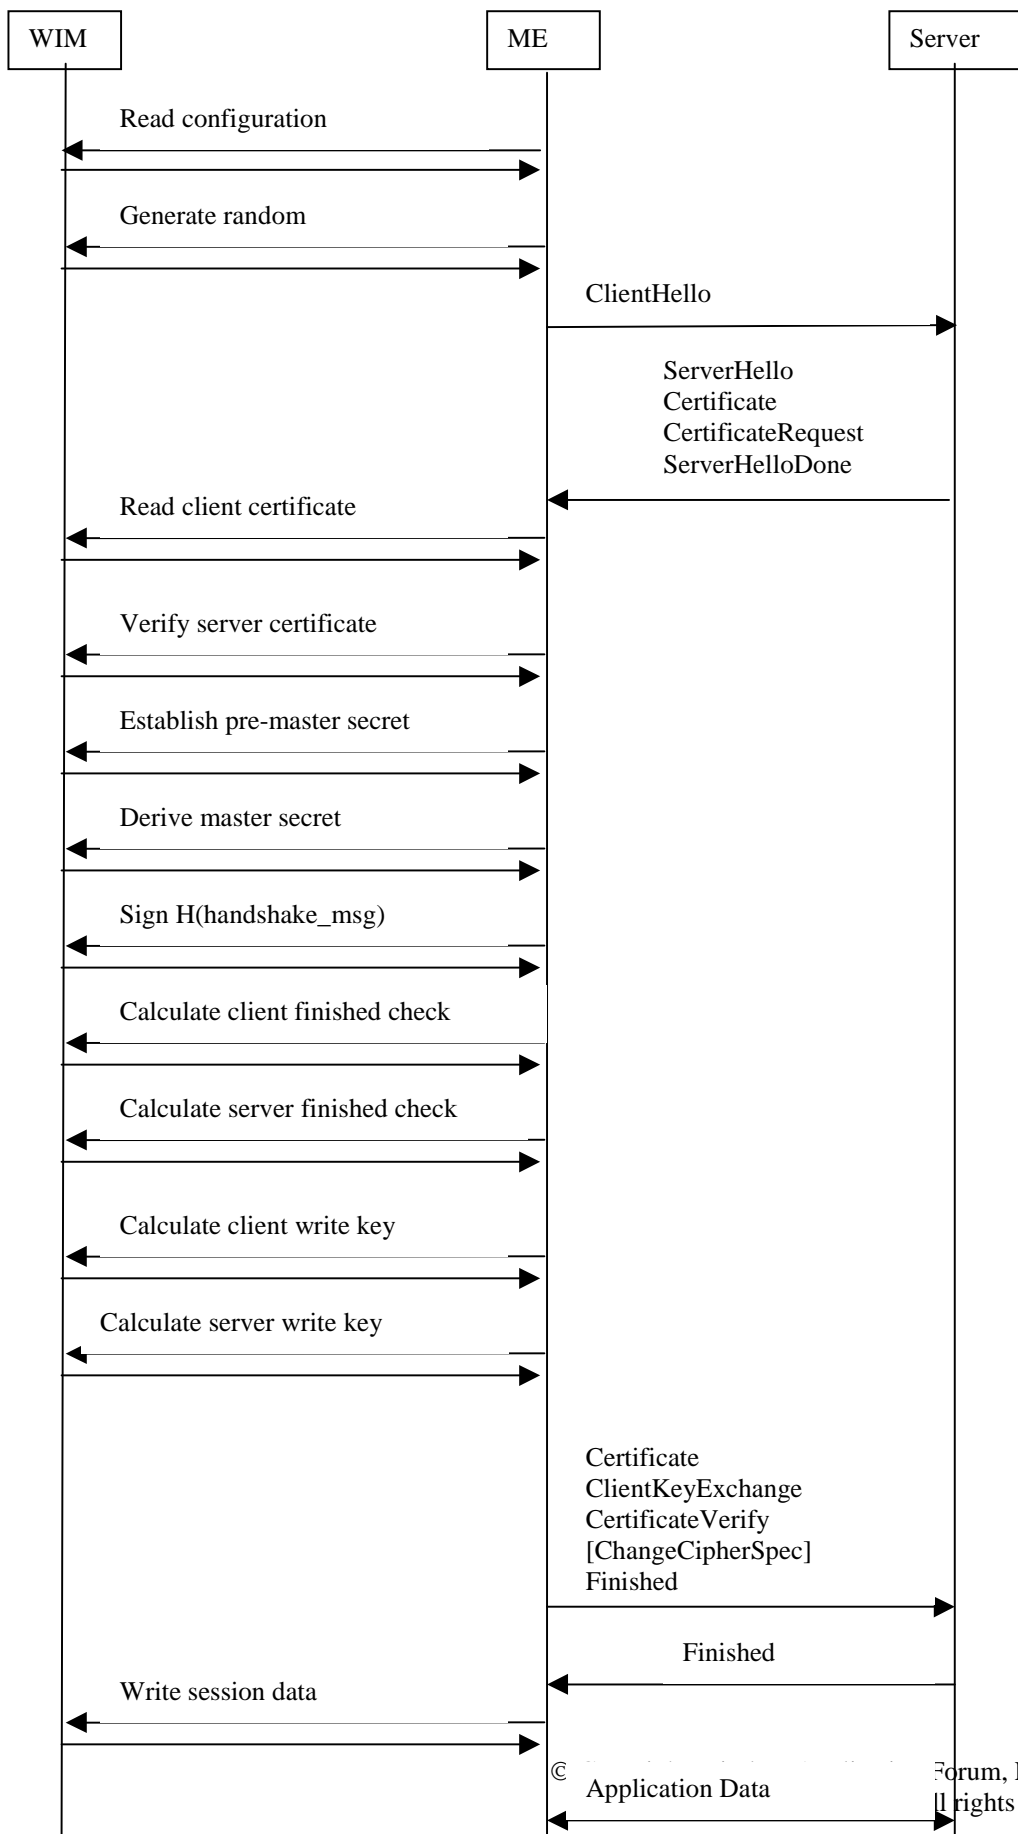 WIM
ME
Server
Read configuration
Generate random
ClientHello
ServerHello
Certificate
CertificateRequest
ServerHelloDone
Read client certificate
Verify server certificate
Establish pre-master secret
Derive master secret
Sign H(handshake_msg)
Calculate client finished check
Calculate server finished check
Calculate client write key
Calculate server write key
Certificate
ClientKeyExchange
CertificateVerify
[ChangeCipherSpec]
Finished
Finished
Write session data
© Forum,
Application Data
rights